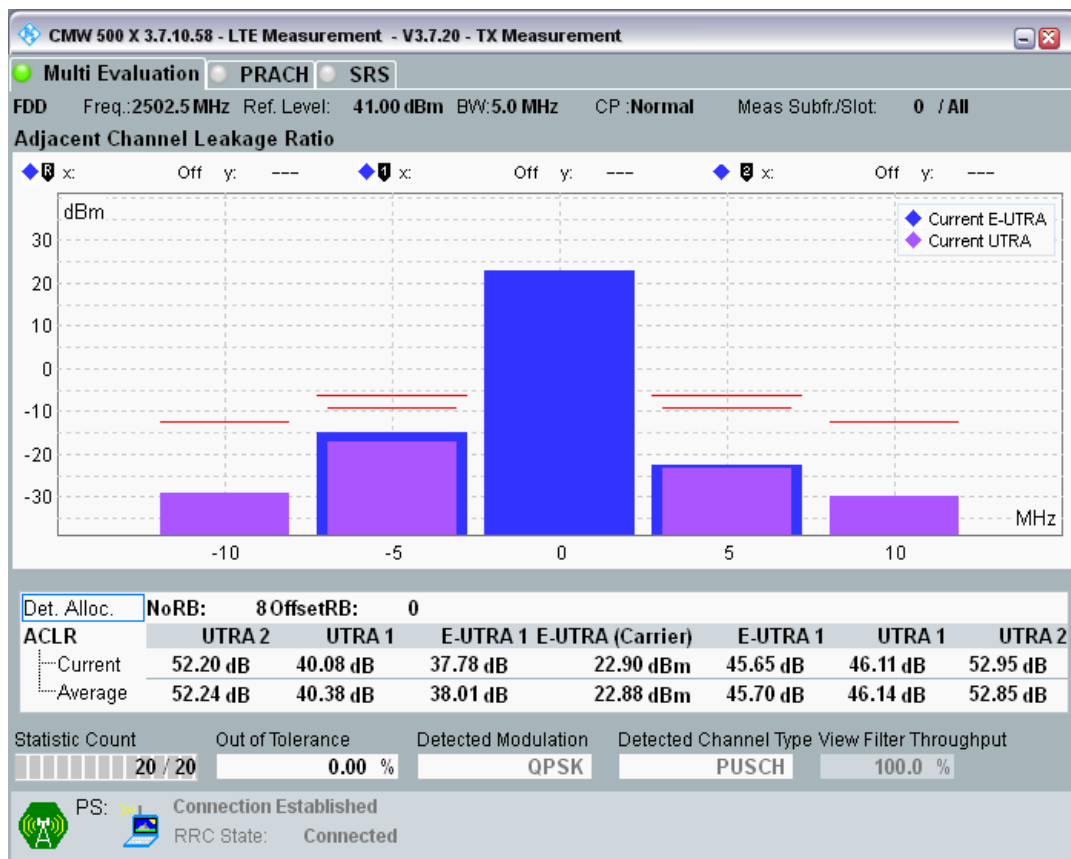 CMW 500 X 3.7.10.58 - LTE Measurement - V3.7.20 - TX Measurement
Multi Evaluation PRACH SRS
FDD Freq.:2502.5 MHz Ref. Level: 41.00 dBm BW:5.0 MHz CP :Normal Meas Subfr./Slot: 0 / All
Adjacent Channel Leakage Ratio
R x: Off y: --- 1 x: Off y: --- 2 x: Off y: ---
dBm
Current E-UTRA
Current UTRA
30
20
10
0
-10
-20
-30
MHz
-10 -5 0 5 10
Det. Alloc. NoRB: 8 OffsetRB: 0
ACLR UTRA 2 UTRA 1 E-UTRA 1 E-UTRA (Carrier) E-UTRA 1 UTRA 1 UTRA 2
Current 52.20 dB 40.08 dB 37.78 dB 22.90 dBm 45.65 dB 46.11 dB 52.95 dB
Average 52.24 dB 40.38 dB 38.01 dB 22.88 dBm 45.70 dB 46.14 dB 52.85 dB
Statistic Count Out of Tolerance Detected Modulation Detected Channel Type View Filter Throughput
20 / 20 0.00 % QPSK PUSCH 100.0 %
PS: Connection Established
RRC State: Connected